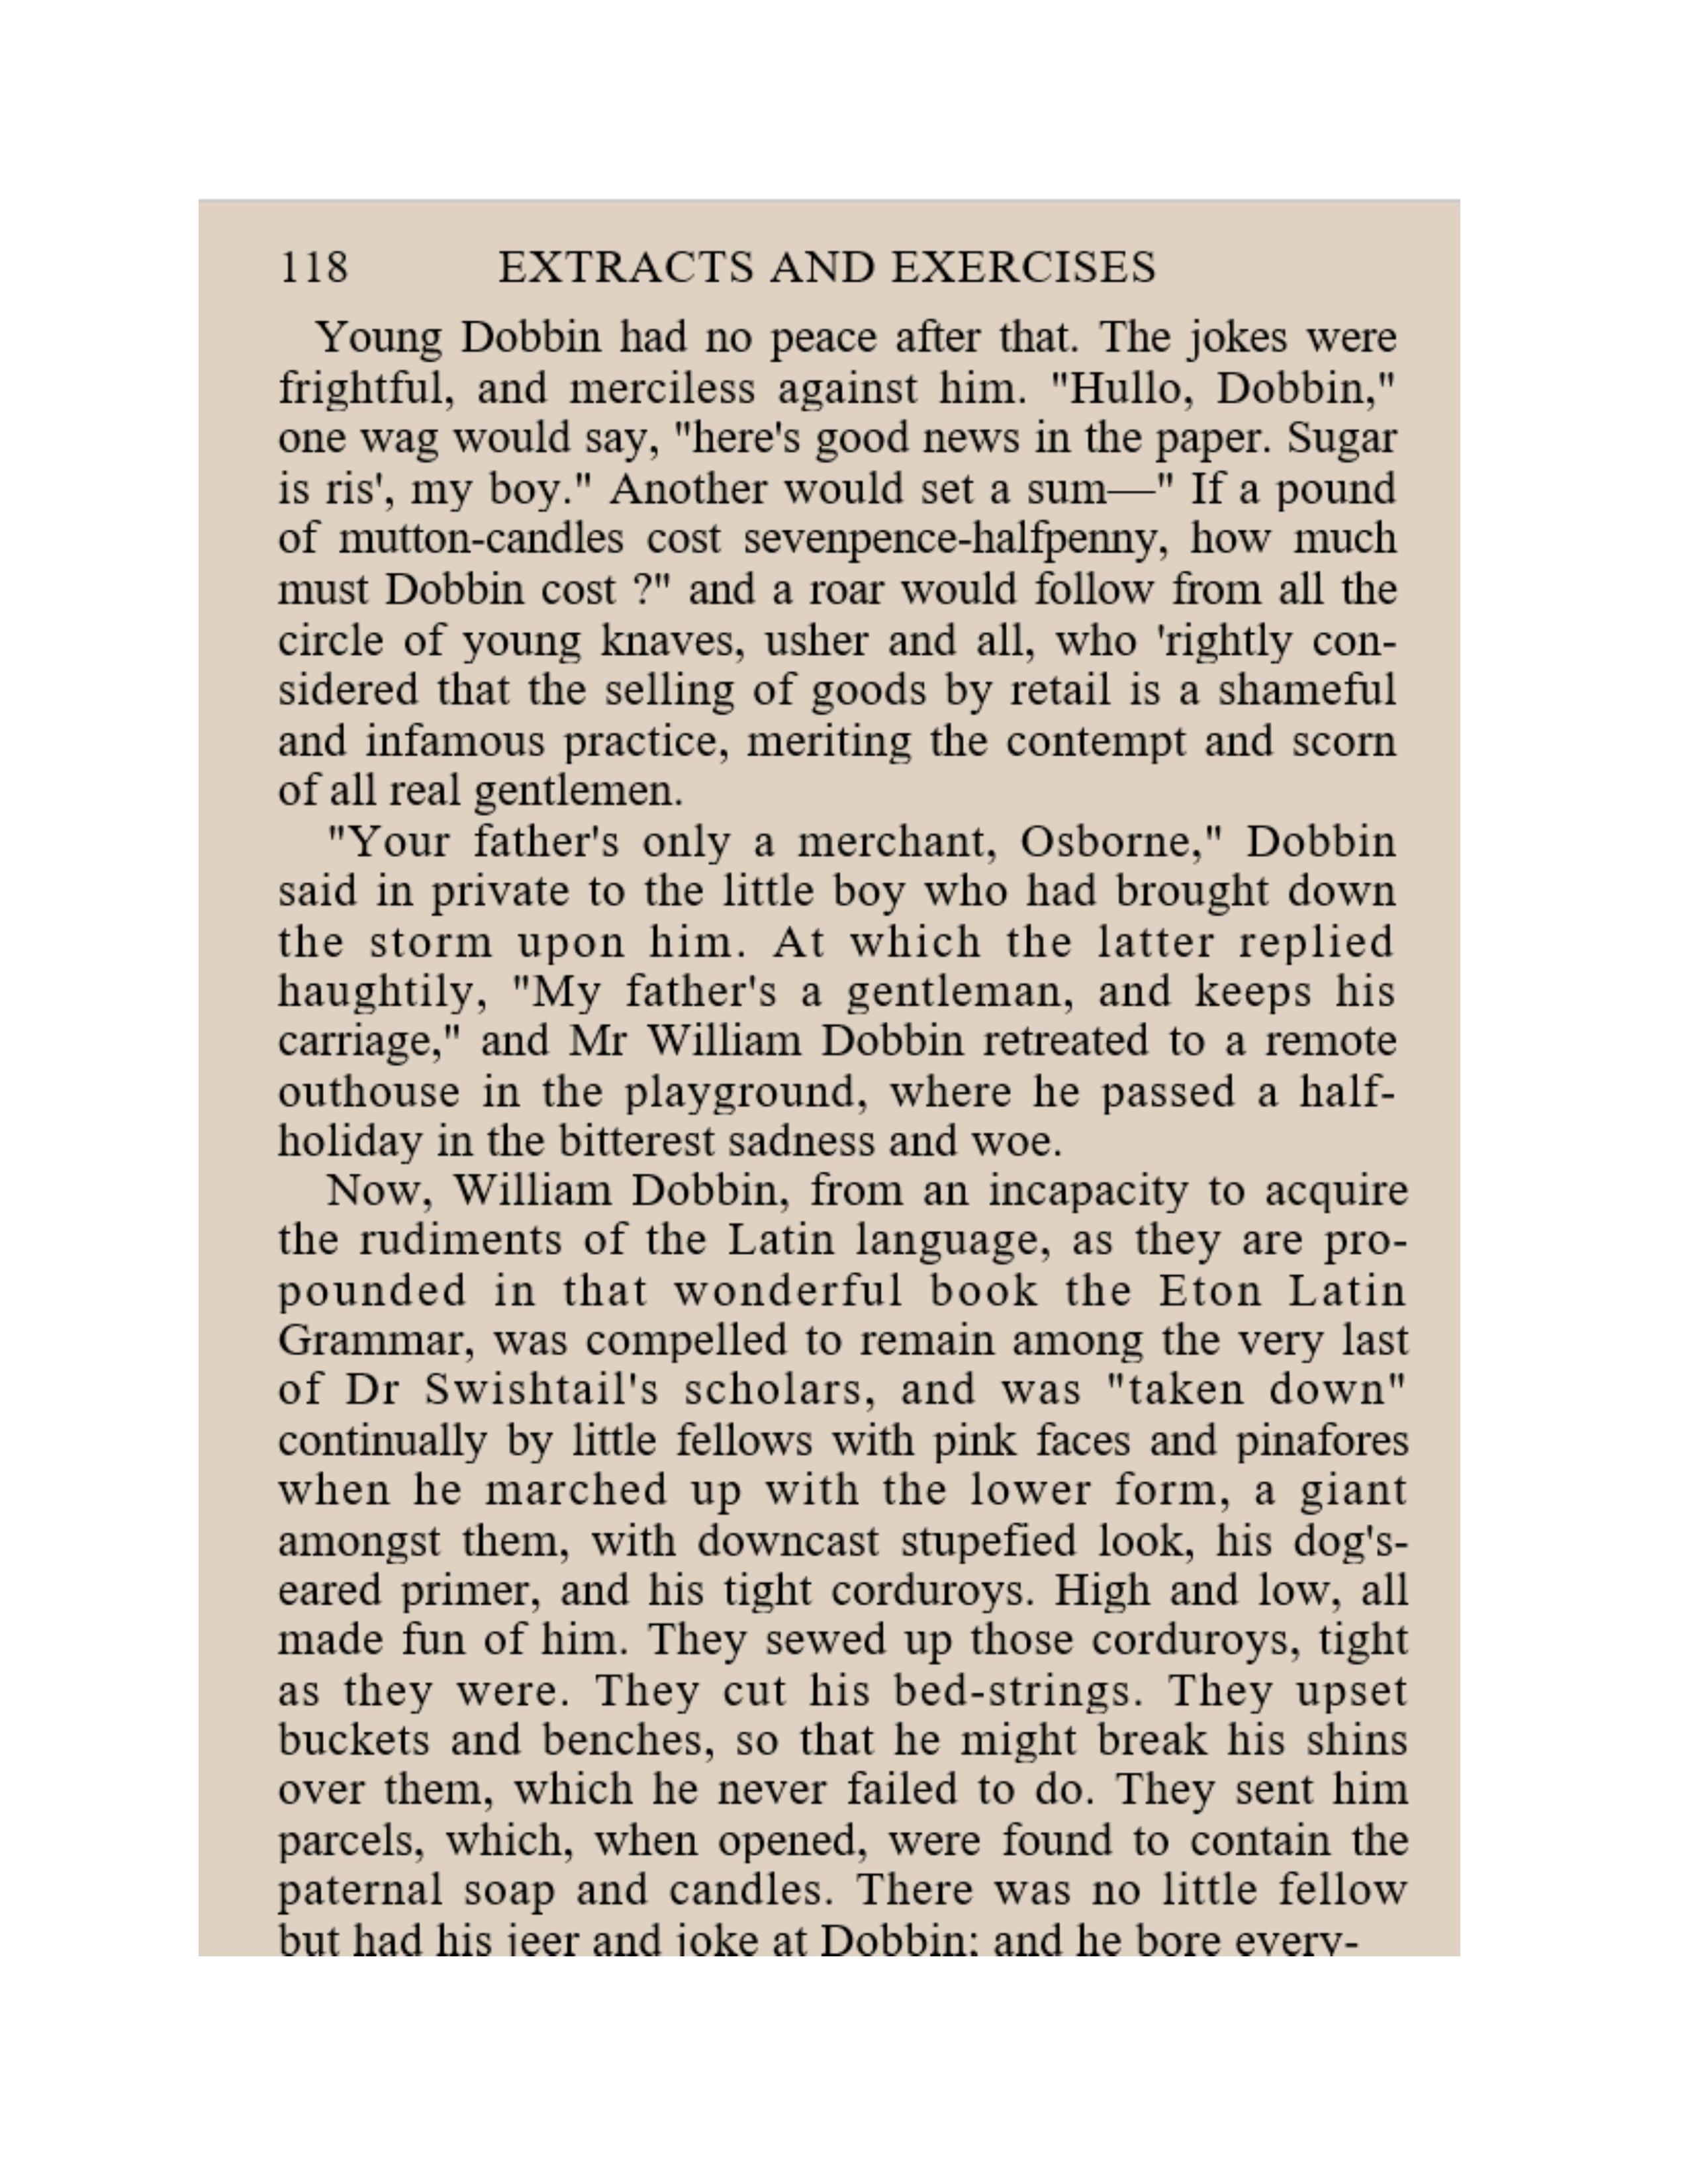 118 EXTRACTS AND EXERCISES
Young Dobbin had no peace after that. The jokes were
frightful, and merciless against him. "Hullo, Dobbin,"
one wag would say, "here's good news in the paper. Sugar
is ris', my boy." Another would set a sum—" If a pound
of mutton-candles cost sevenpence-halfpenny, how much
must Dobbin cost ?" and a roar would follow from all the
circle of young knaves, usher and all, who 'rightly con-
sidered that the selling of goods by retail is a shameful
and infamous practice, meriting the contempt and scorn
of all real gentlemen.
"Your father's only a merchant, Osborne," Dobbin
said in private to the little boy who had brought down
the storm upon him. At which the latter replied
haughtily, "My father's a gentleman, and keeps his
carriage," and Mr William Dobbin retreated to a remote
outhouse in the playground, where he passed a half-
holiday in the bitterest sadness and woe.
Now, William Dobbin, from an incapacity to acquire
the rudiments of the Latin language, as they are pro-
pounded in that wonderful book the Eton Latin
Grammar, was compelled to remain among the very last
of Dr Swishtail's scholars, and was "taken down"
continually by little fellows with pink faces and pinafores
when he marched up with the lower form, a giant
amongst them, with downcast stupefied look, his dog's-
eared primer, and his tight corduroys. High and low, all
made fun of him. They sewed up those corduroys, tight
as they were. They cut his bed-strings. They upset
buckets and benches, so that he might break his shins
over them, which he never failed to do. They sent him
parcels, which, when opened, were found to contain the
paternal soap and candles. There was no little fellow
but had his jeer and joke at Dobbin; and he bore every-